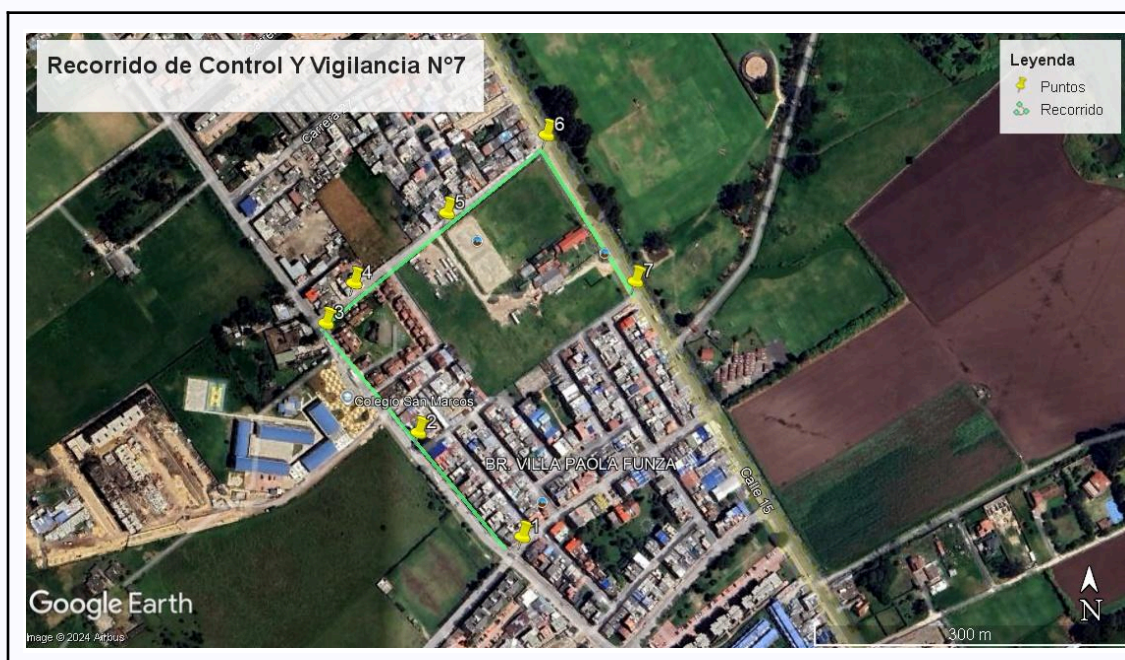 Recorrido de Control Y Vigilancia Nº7
Leyenda
Puntos
Recorrido
6
5
7
4
3
Colegio San Marcos
2
BR. VILLA PAOLA FUNZA
Calle 15
1
Google Earth
N
Image © 2024 Airbus
300 m